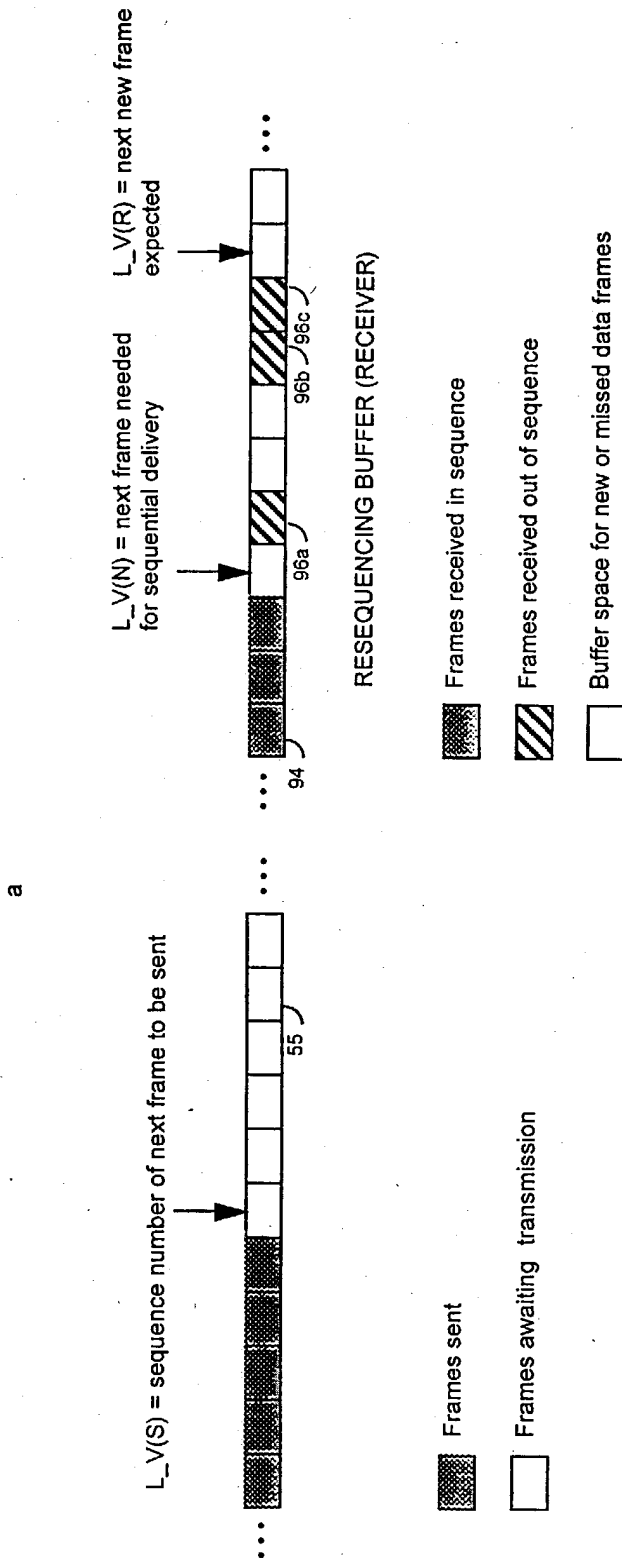 a
L_V(S) = sequence number of next frame to be sent
...
...
55
Frames sent
Frames awaiting transmission
L_V(N) = next frame needed
for sequential delivery
L_V(R) = next new frame
expected
...
...
94
96a
96b
96c
RESEQUENCING BUFFER (RECEIVER)
Frames received in sequence
Frames received out of sequence
Buffer space for new or missed data frames